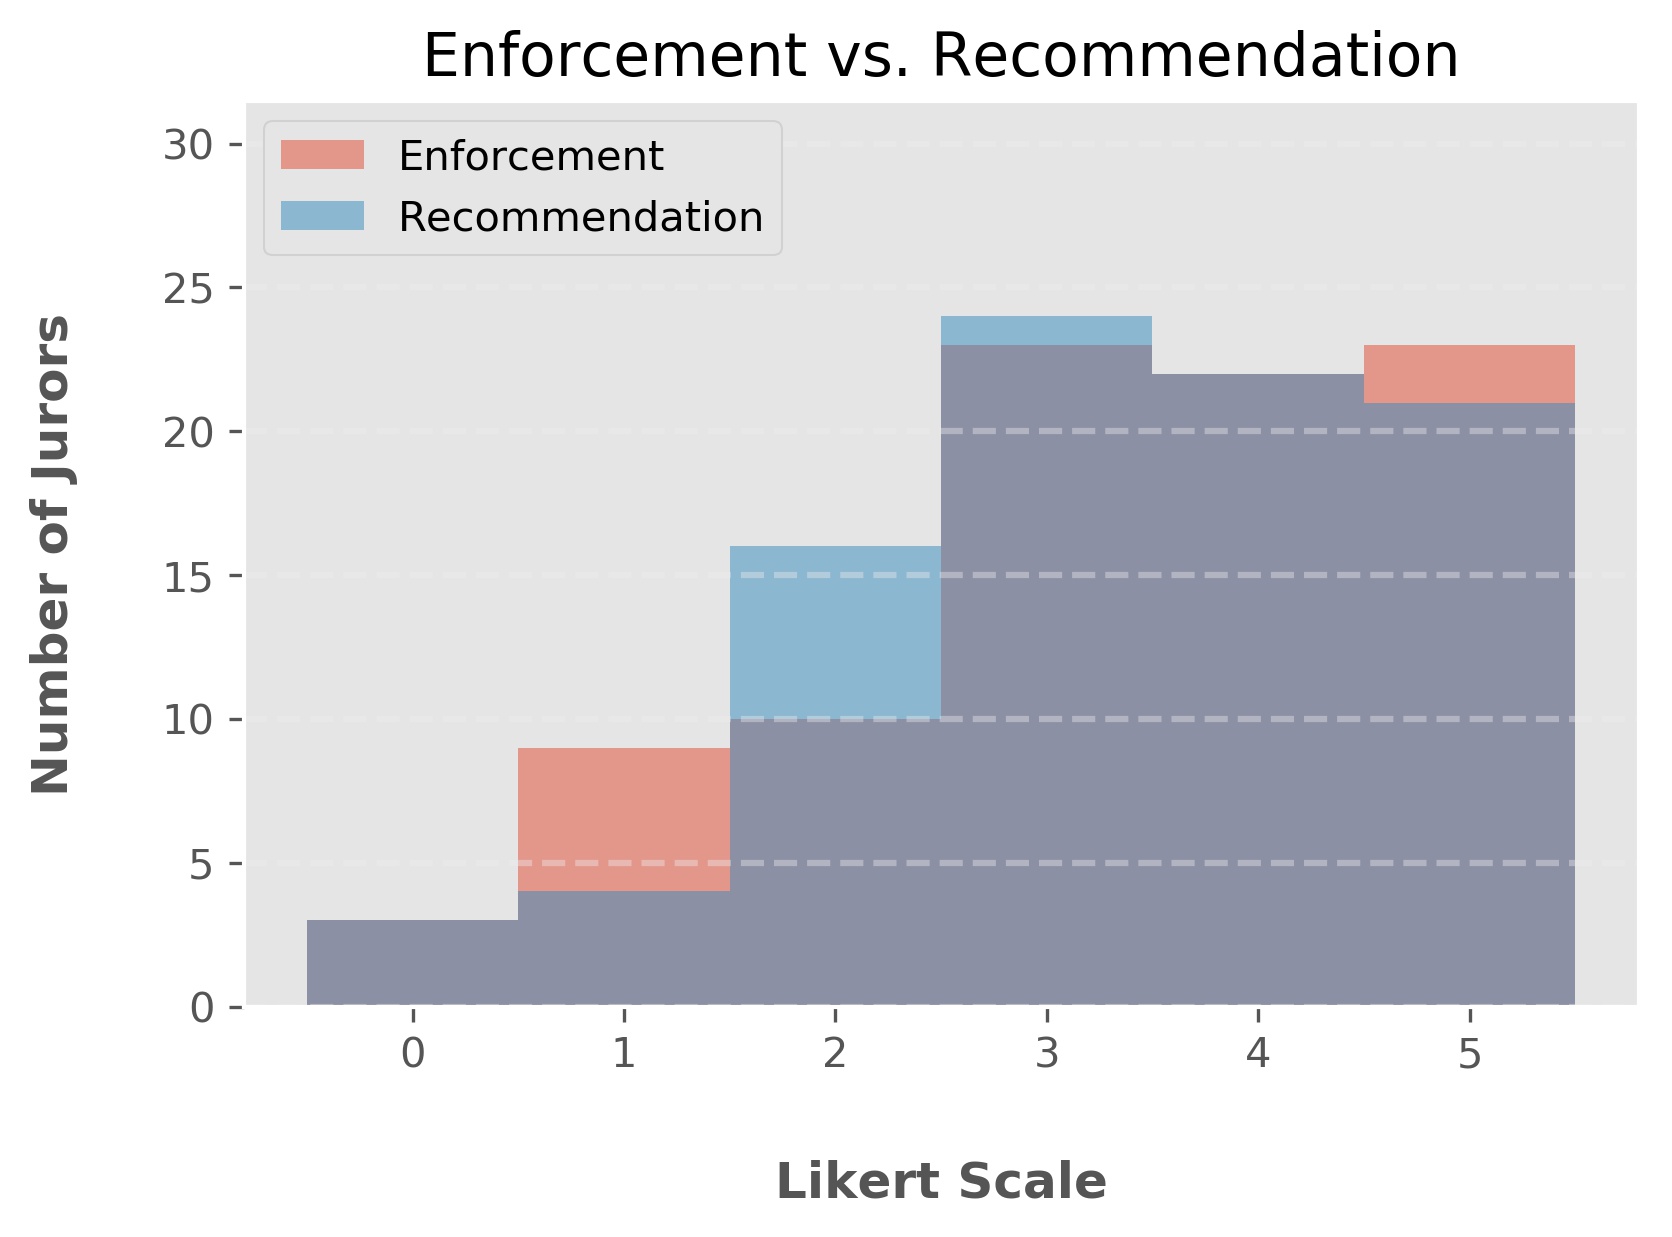 Enforcement vs. Recommendation
Enforcement
Recommendation
30
25
20
15
10
5
0
Number of Jurors
0 1 2 3 4 5
Likert Scale